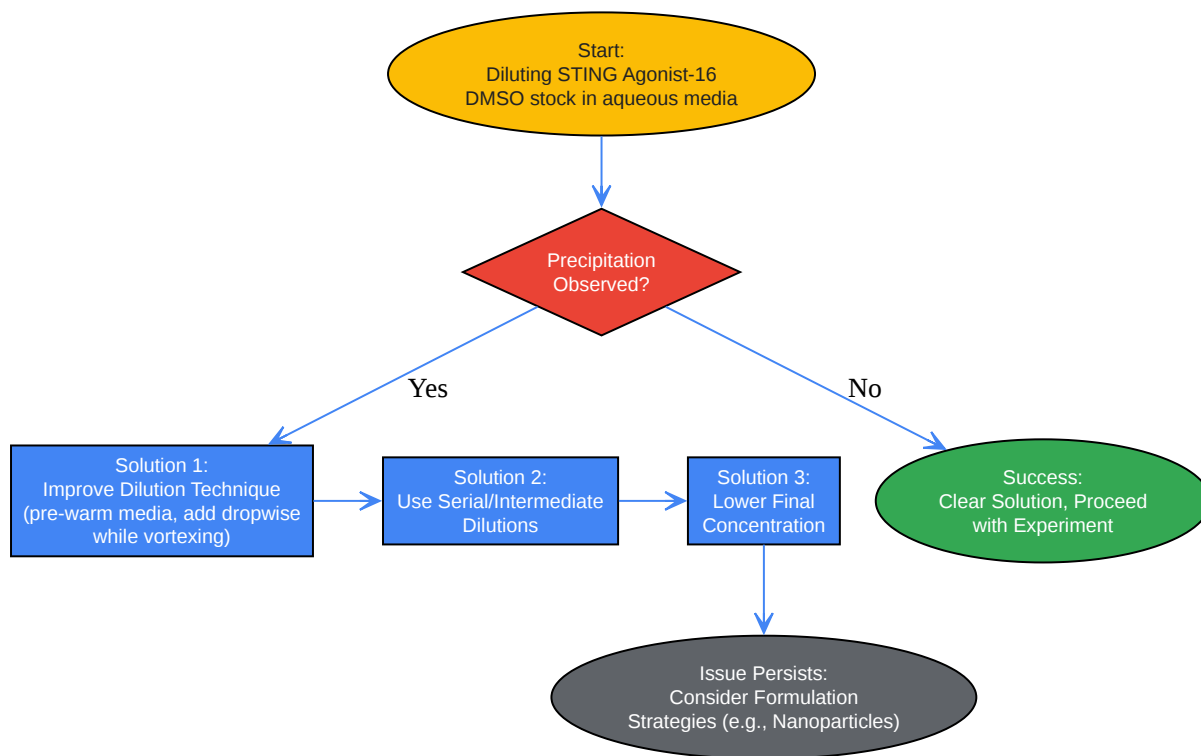 Start:
Diluting STING Agonist-16
DMSO stock in aqueous media
Precipitation
Observed?
Yes
No
Solution 1:
Improve Dilution Technique
(pre-warm media, add dropwise
while vortexing)
Solution 2:
Use Serial/Intermediate
Dilutions
Solution 3:
Lower Final
Concentration
Success:
Clear Solution, Proceed
with Experiment
Issue Persists:
Consider Formulation
Strategies (e.g., Nanoparticles)